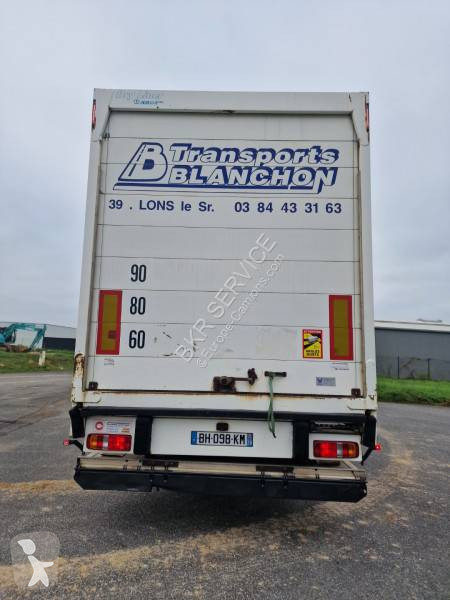 B Transports
BLANCHON
39 . LONS le Sr. 03 84 43 31 63
90
80
60
BKR SERVICE
©Europe-Camions.com
BH-098-KM